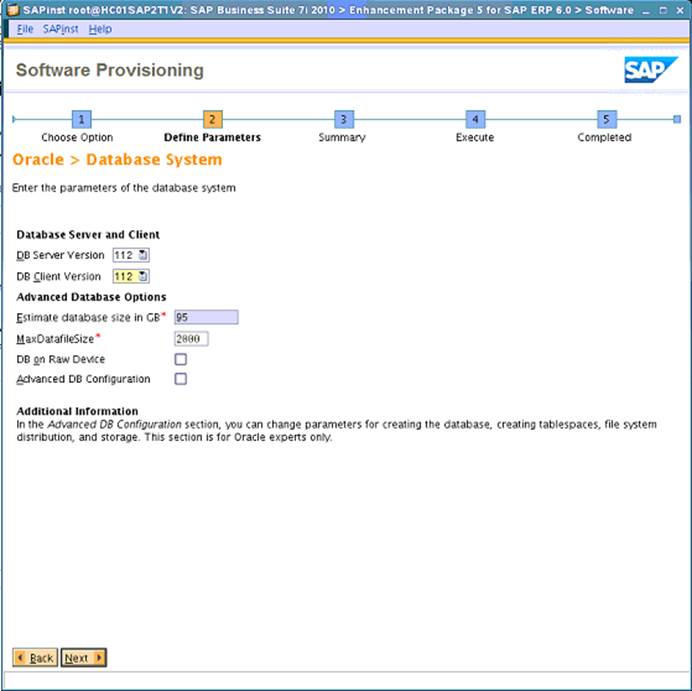 SAPinst root@HC01SAP2T1V2: SAP Business Suite 7i 2010 > Enhancement Package 5 for SAP ERP 6.0 > Software
File SAPinst Help
Software Provisioning
SAP
1 2 3 4 5
Choose Option Define Parameters Summary Execute Completed
Oracle > Database System
Enter the parameters of the database system
Database Server and Client
DB Server Version 112
DB Client Version 112
Advanced Database Options
Estimate database size in GB* 95
MaxDatafileSize* 2000
DB on Raw Device
Advanced DB Configuration
Additional Information
In the Advanced DB Configuration section, you can change parameters for creating the database, creating tablespaces, file system
distribution, and storage. This section is for Oracle experts only.
Back Next